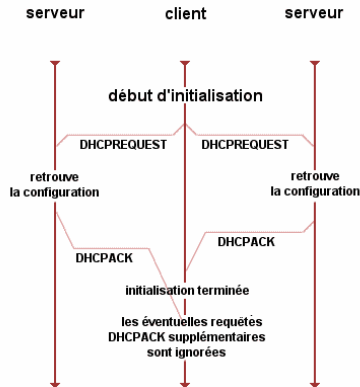 serveur client serveur
début d'initialisation
DHCPREQUEST DHCPREQUEST
retrouve
la configuration
retrouve
la configuration
DHCPACK
DHCPACK
initialisation terminée
les éventuelles requêtés
DHCPACK supplémentaires
sont ignorées